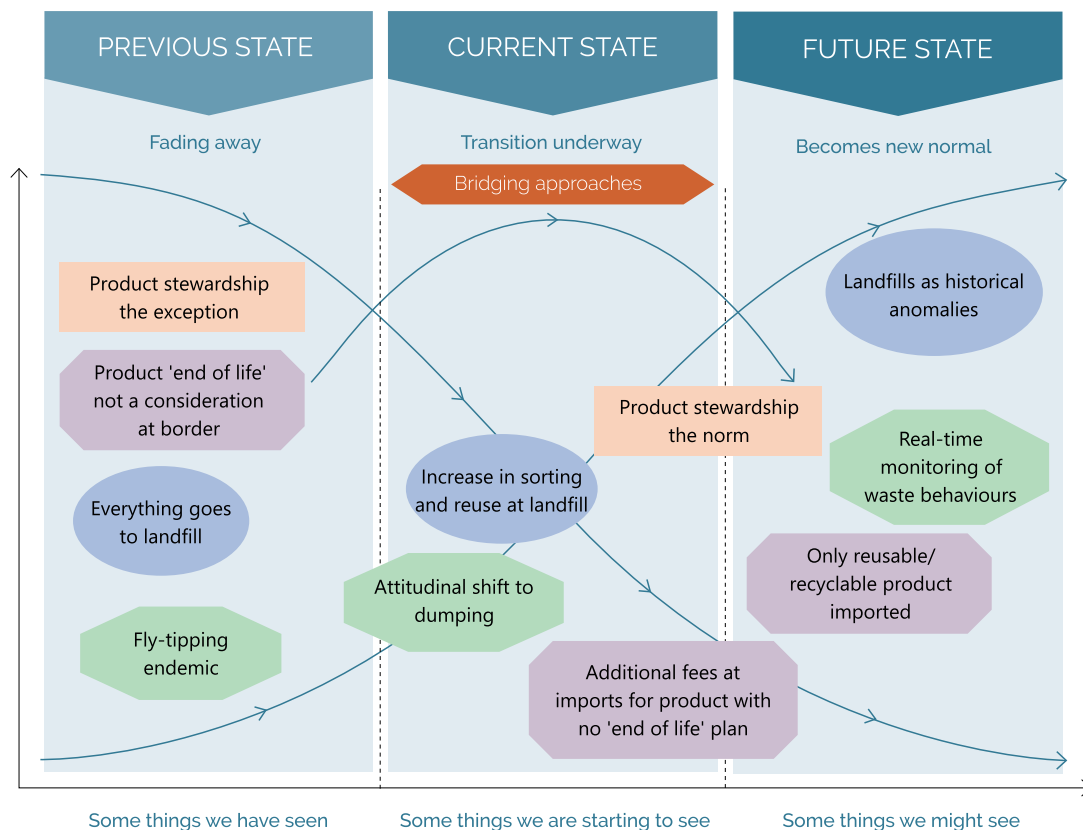 PREVIOUS STATE
CURRENT STATE
FUTURE STATE
Fading away
Transition underway
Becomes new normal
Bridging approaches
Product stewardship
the exception
Product 'end of life'
not a consideration
at border
Everything goes
to landfill
Fly-tipping
endemic
Increase in sorting
and reuse at landfill
Attitudinal shift to
dumping
Product stewardship
the norm
Additional fees at
imports for product with
no 'end of life' plan
Landfills as historical
anomalies
Real-time
monitoring of
waste behaviours
Only reusable/
recyclable product
imported
Some things we have seen
Some things we are starting to see
Some things we might see